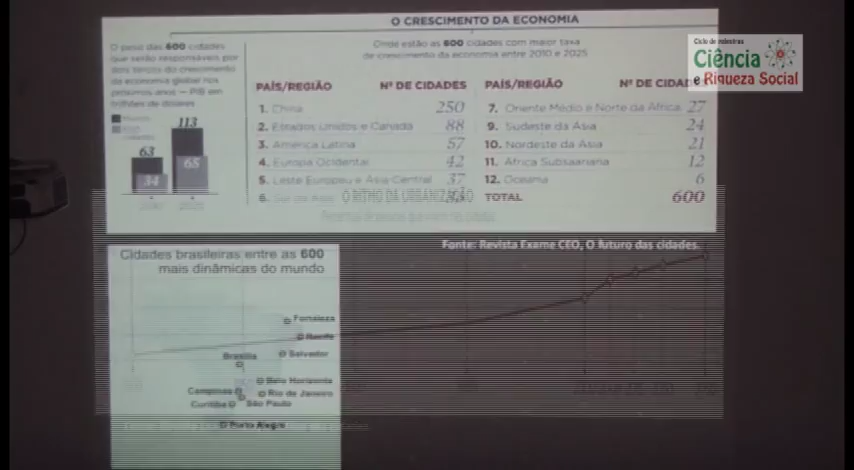 O CRESCIMENTO DA ECONOMIA
Ciclo de palestras
Ciência
e Riqueza Social
O peso das 600 cidades
que serão responsáveis por
dois terços do crescimento
da economia global nos
próximos anos — PIB em
trilhões de dólares
Onde estão as 600 cidades com maior taxa
de crescimento da economia entre 2010 e 2025
63
34
113
65
PAÍS/REGIÃO Nº DE CIDADES
1. China 250
2. Estados Unidos e Canadá 88
3. América Latina 57
4. Europa Ocidental 42
5. Leste Europeu e Ásia Central 37
6.
PAÍS/REGIÃO Nº DE
7. Oriente Médio e Norte da África 27
8. Sudeste da Ásia 24
10. Nordeste da Ásia 21
11. África Subsaariana 12
12. Oceania 6
TOTAL 600
O RITMO DA URBANIZAÇÃO
Fonte: Revista Exame CEO, O futuro das cidades.
Cidades brasileiras entre as 600
mais dinâmicas do mundo
Fortaleza
Recife
Salvador
Brasília
Belo Horizonte
Campinas
Rio de Janeiro
Curitiba
São Paulo
Porto Alegre